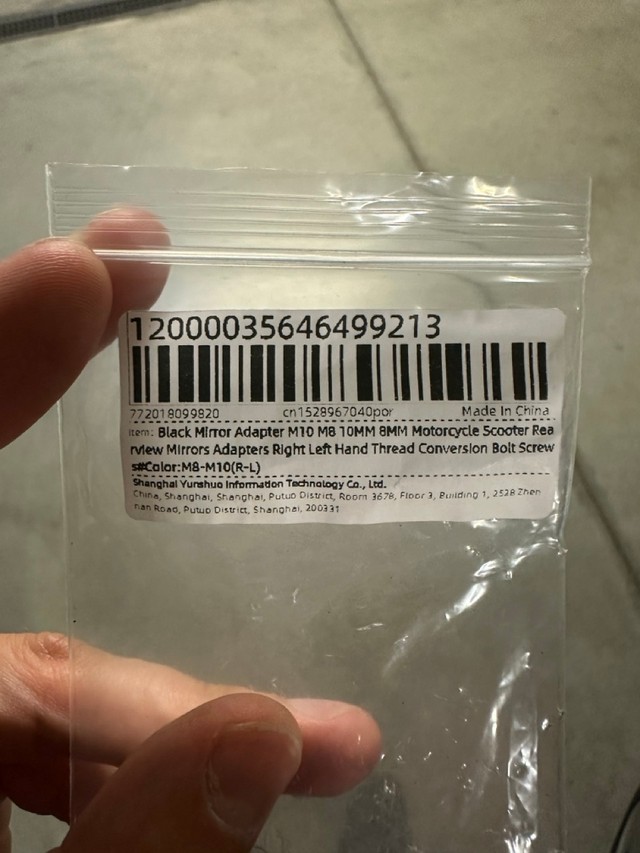 12000035646499213
772018099820 cn1528967040por Made In China
Item: Black Mirror Adapter M10 M8 10MM 8MM Motorcycle Scooter Rea
rview Mirrors Adapters Right Left Hand Thread Conversion Bolt Screw
s#Color:M8-M10(R-L)
Shanghai Yunshuo Information Technology Co., Ltd.
China, Shanghai, Shanghai, Putuo District, Room 3678, Floor 3, Building 1, 2528 Zhen
nan Road, Putuo District, Shanghai, 200331